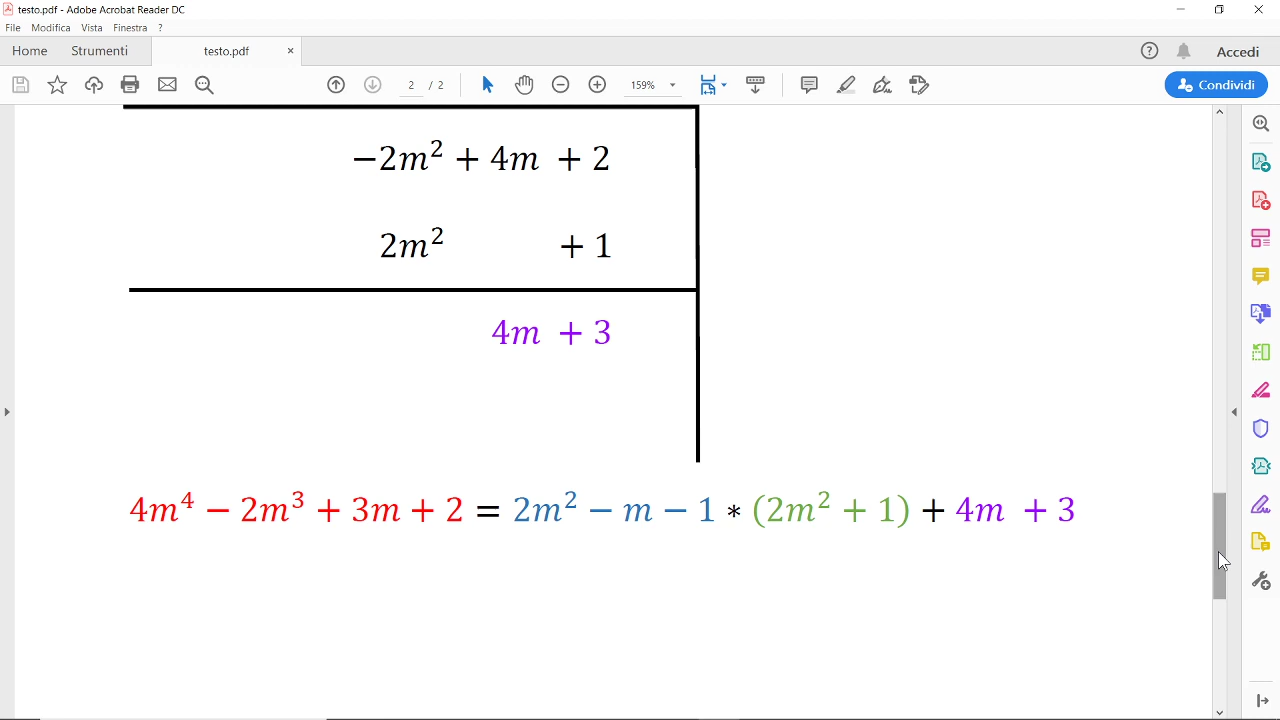 testo.pdf - Adobe Acrobat Reader DC
File Modifica Vista Finestra ?
Home Strumenti testo.pdf × Accedi
2 / 2 159% Condividi
−2m² + 4m + 2
2m² + 1
4m + 3
4m⁴ − 2m³ + 3m + 2 = 2m² − m − 1 * (2m² + 1) + 4m + 3